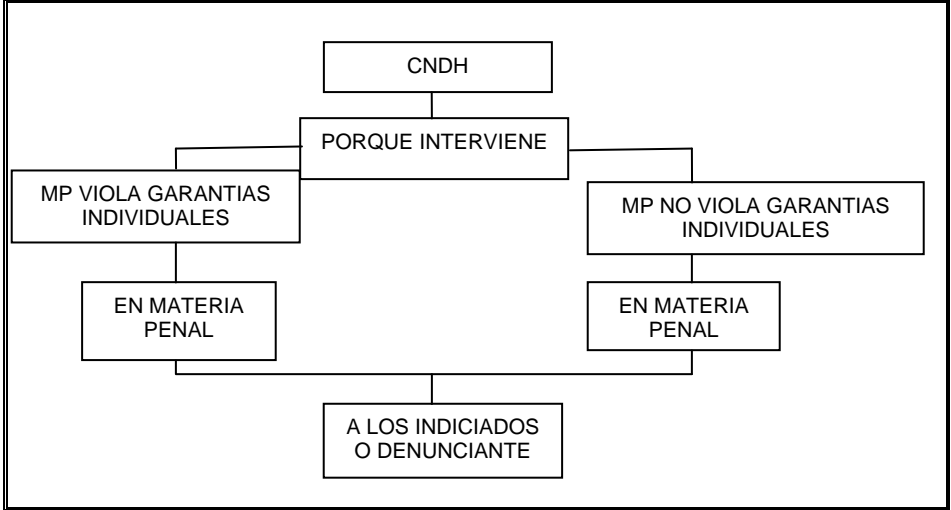 CNDH
PORQUE INTERVIENE
MP VIOLA GARANTIAS
INDIVIDUALES
MP NO VIOLA GARANTIAS
INDIVIDUALES
EN MATERIA
PENAL
EN MATERIA
PENAL
A LOS INDICIADOS
O DENUNCIANTE